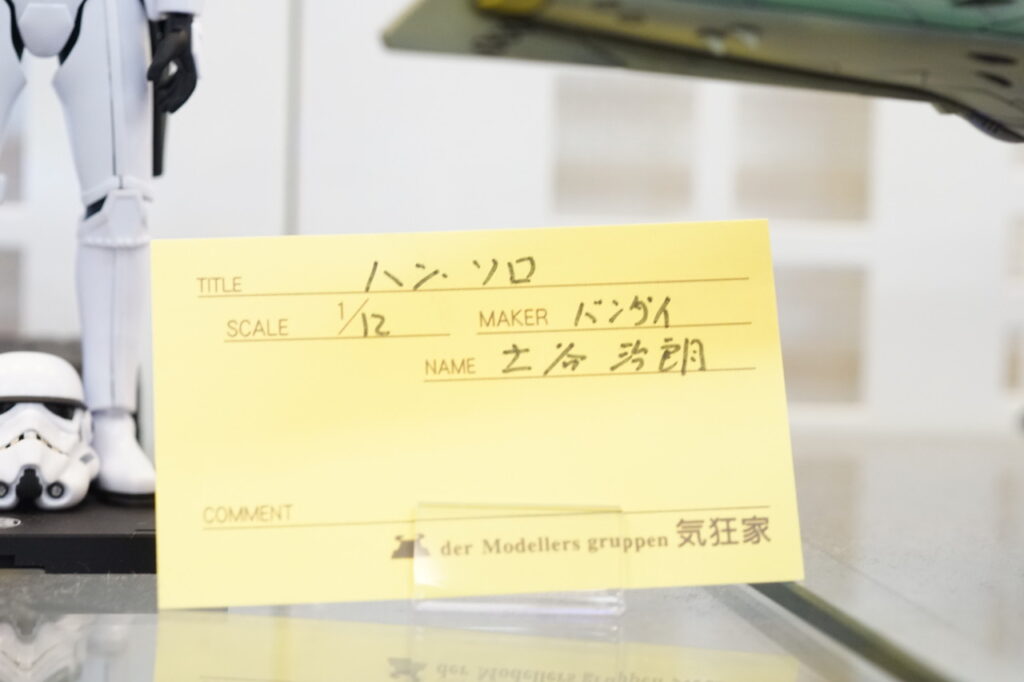 TITLE ハン・ソロ
SCALE 1/12 MAKER バンダイ
NAME 土谷 治朗
COMMENT
der Modellers gruppen 気狂家